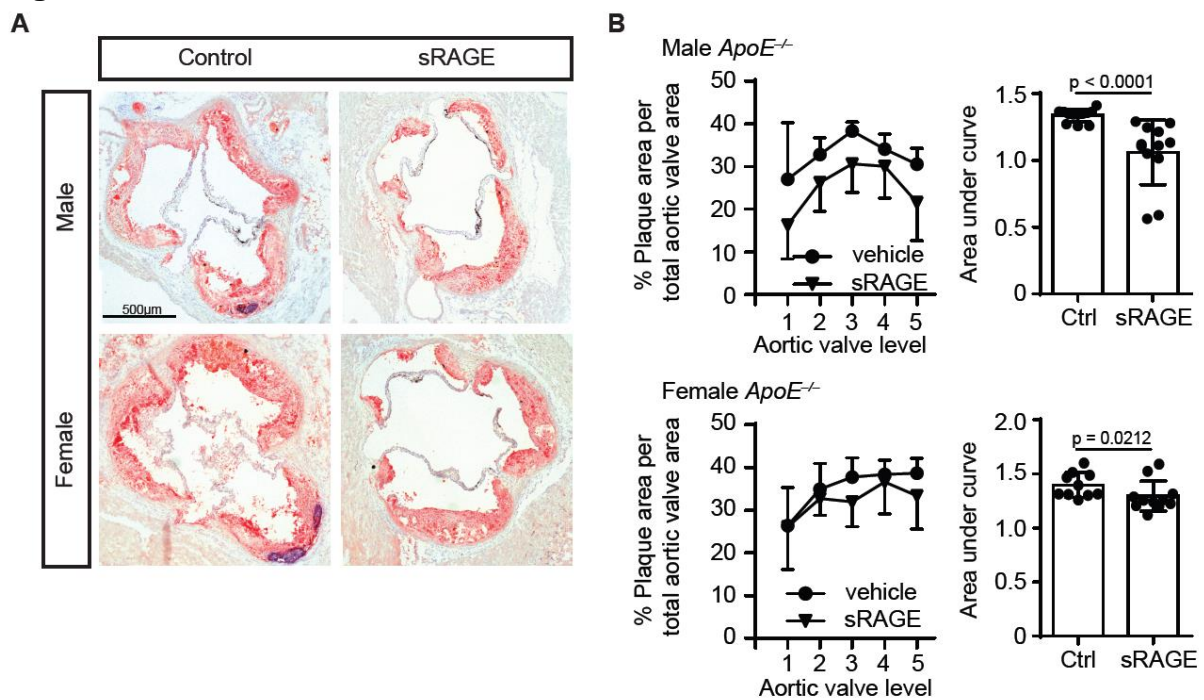 A
Control
sRAGE
Male
Female
500µm
B
Male ApoE–/–
% Plaque area per
total aortic valve area
50
40
30
20
10
0
vehicle
sRAGE
1 2 3 4 5
Aortic valve level
p < 0.0001
Area under curve
1.5
1.0
0.5
0
Ctrl sRAGE
Female ApoE–/–
% Plaque area per
total aortic valve area
50
40
30
20
10
0
vehicle
sRAGE
1 2 3 4 5
Aortic valve level
p = 0.0212
Area under curve
2.0
1.5
1.0
0.5
0
Ctrl sRAGE